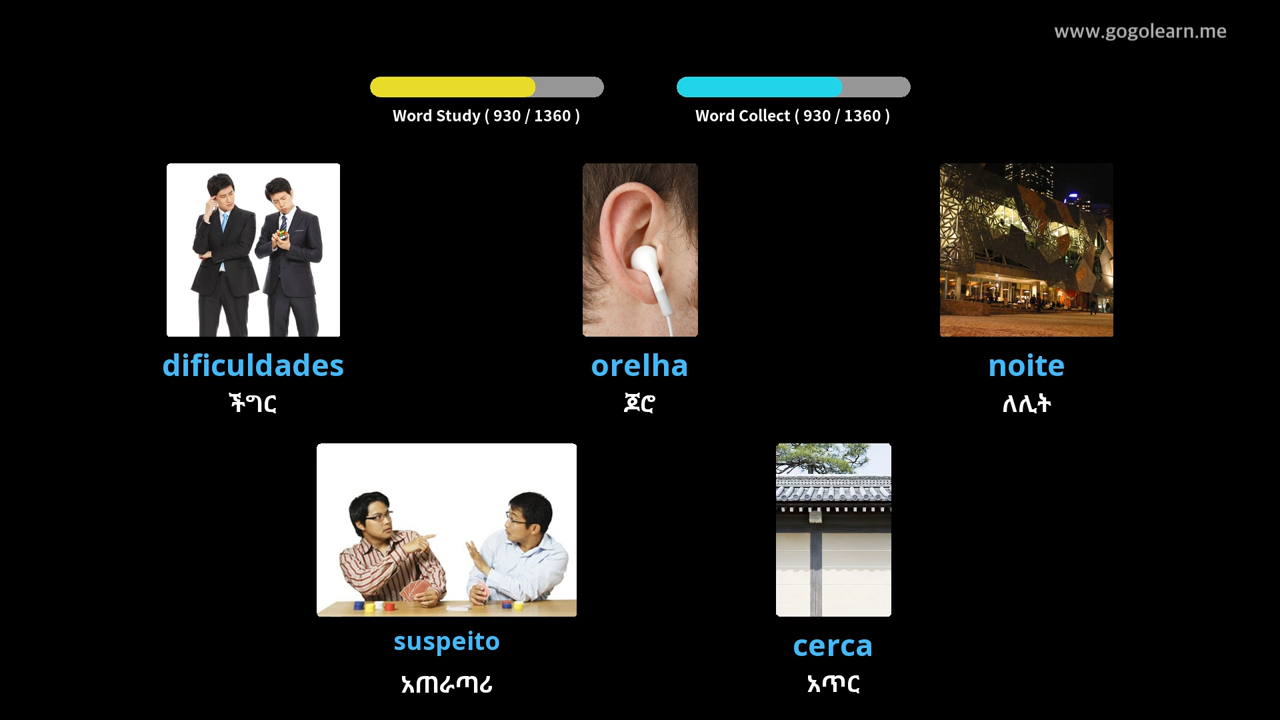 www.gogolearn.me
Word Study ( 930 / 1360 )
Word Collect ( 930 / 1360 )
dificuldades
ችግር
orelha
ጆሮ
noite
ለሊት
suspeito
አጠራጣሪ
cerca
አጥር